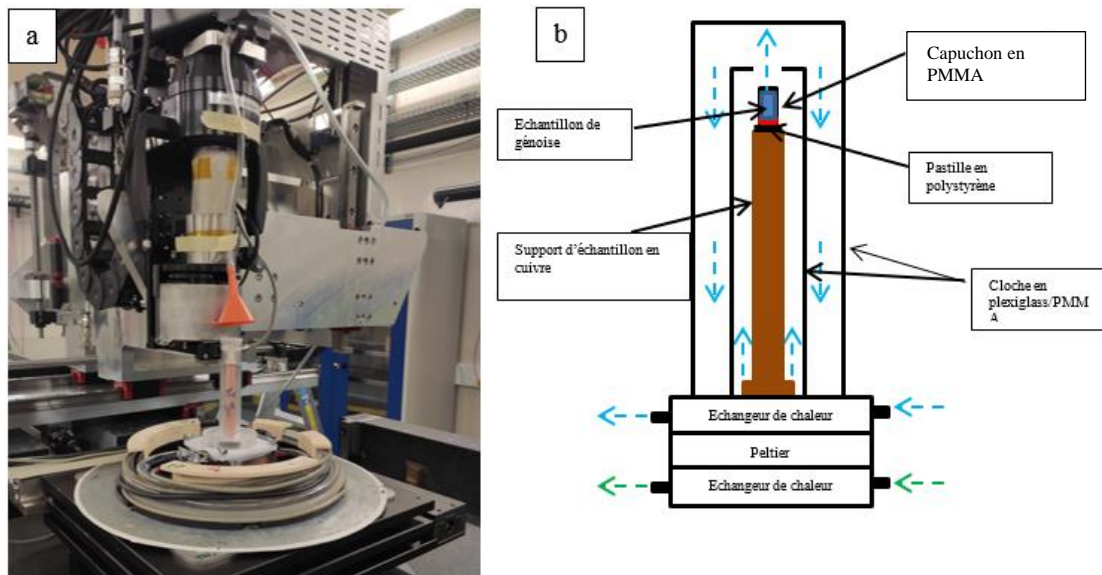 a
b
Capuchon en
PMMA
Echantillon de
génoise
Pastille en
polystyrène
Support d'échantillon en
cuivre
Cloche en
plexiglass/PMM
A
Echangeur de chaleur
Peltier
Echangeur de chaleur